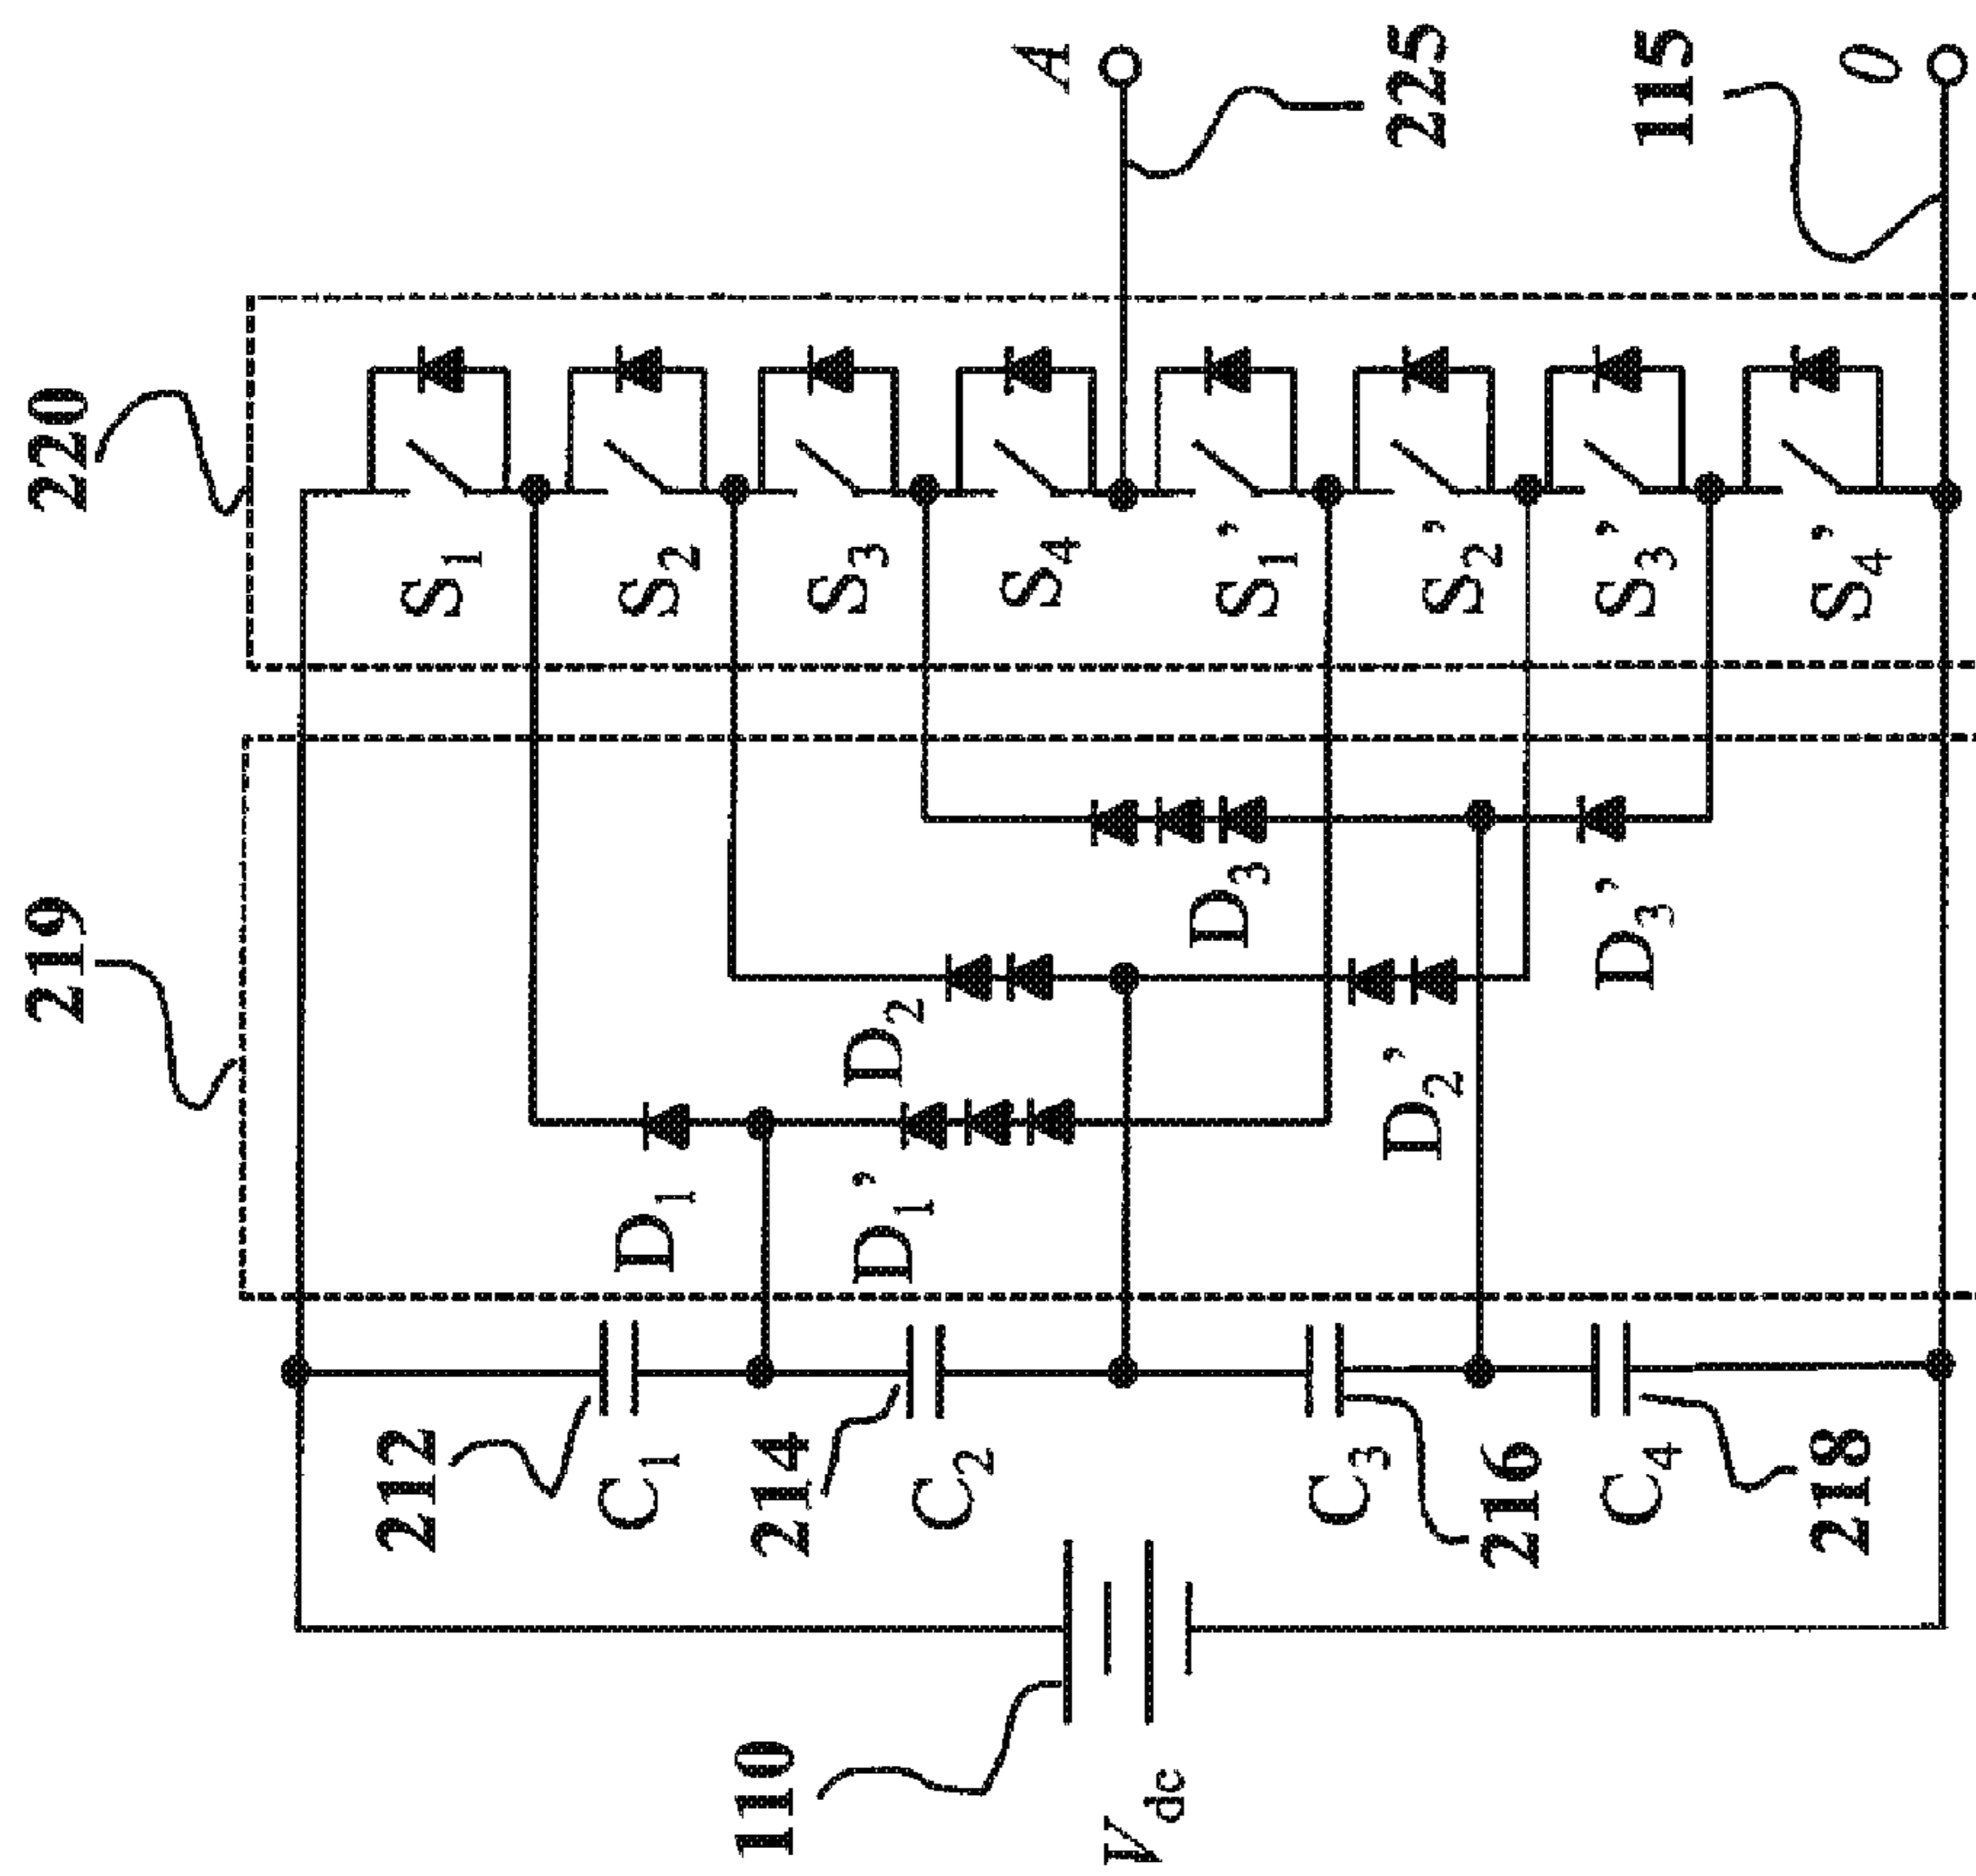 219
220
A
225
115
0
S1
S2
S3
S4
S1’
S2’
S3’
S4’
D1
D1’
D2
D2’
D3
D3’
212
C1
214
C2
C3
216
C4
218
110
Vdc